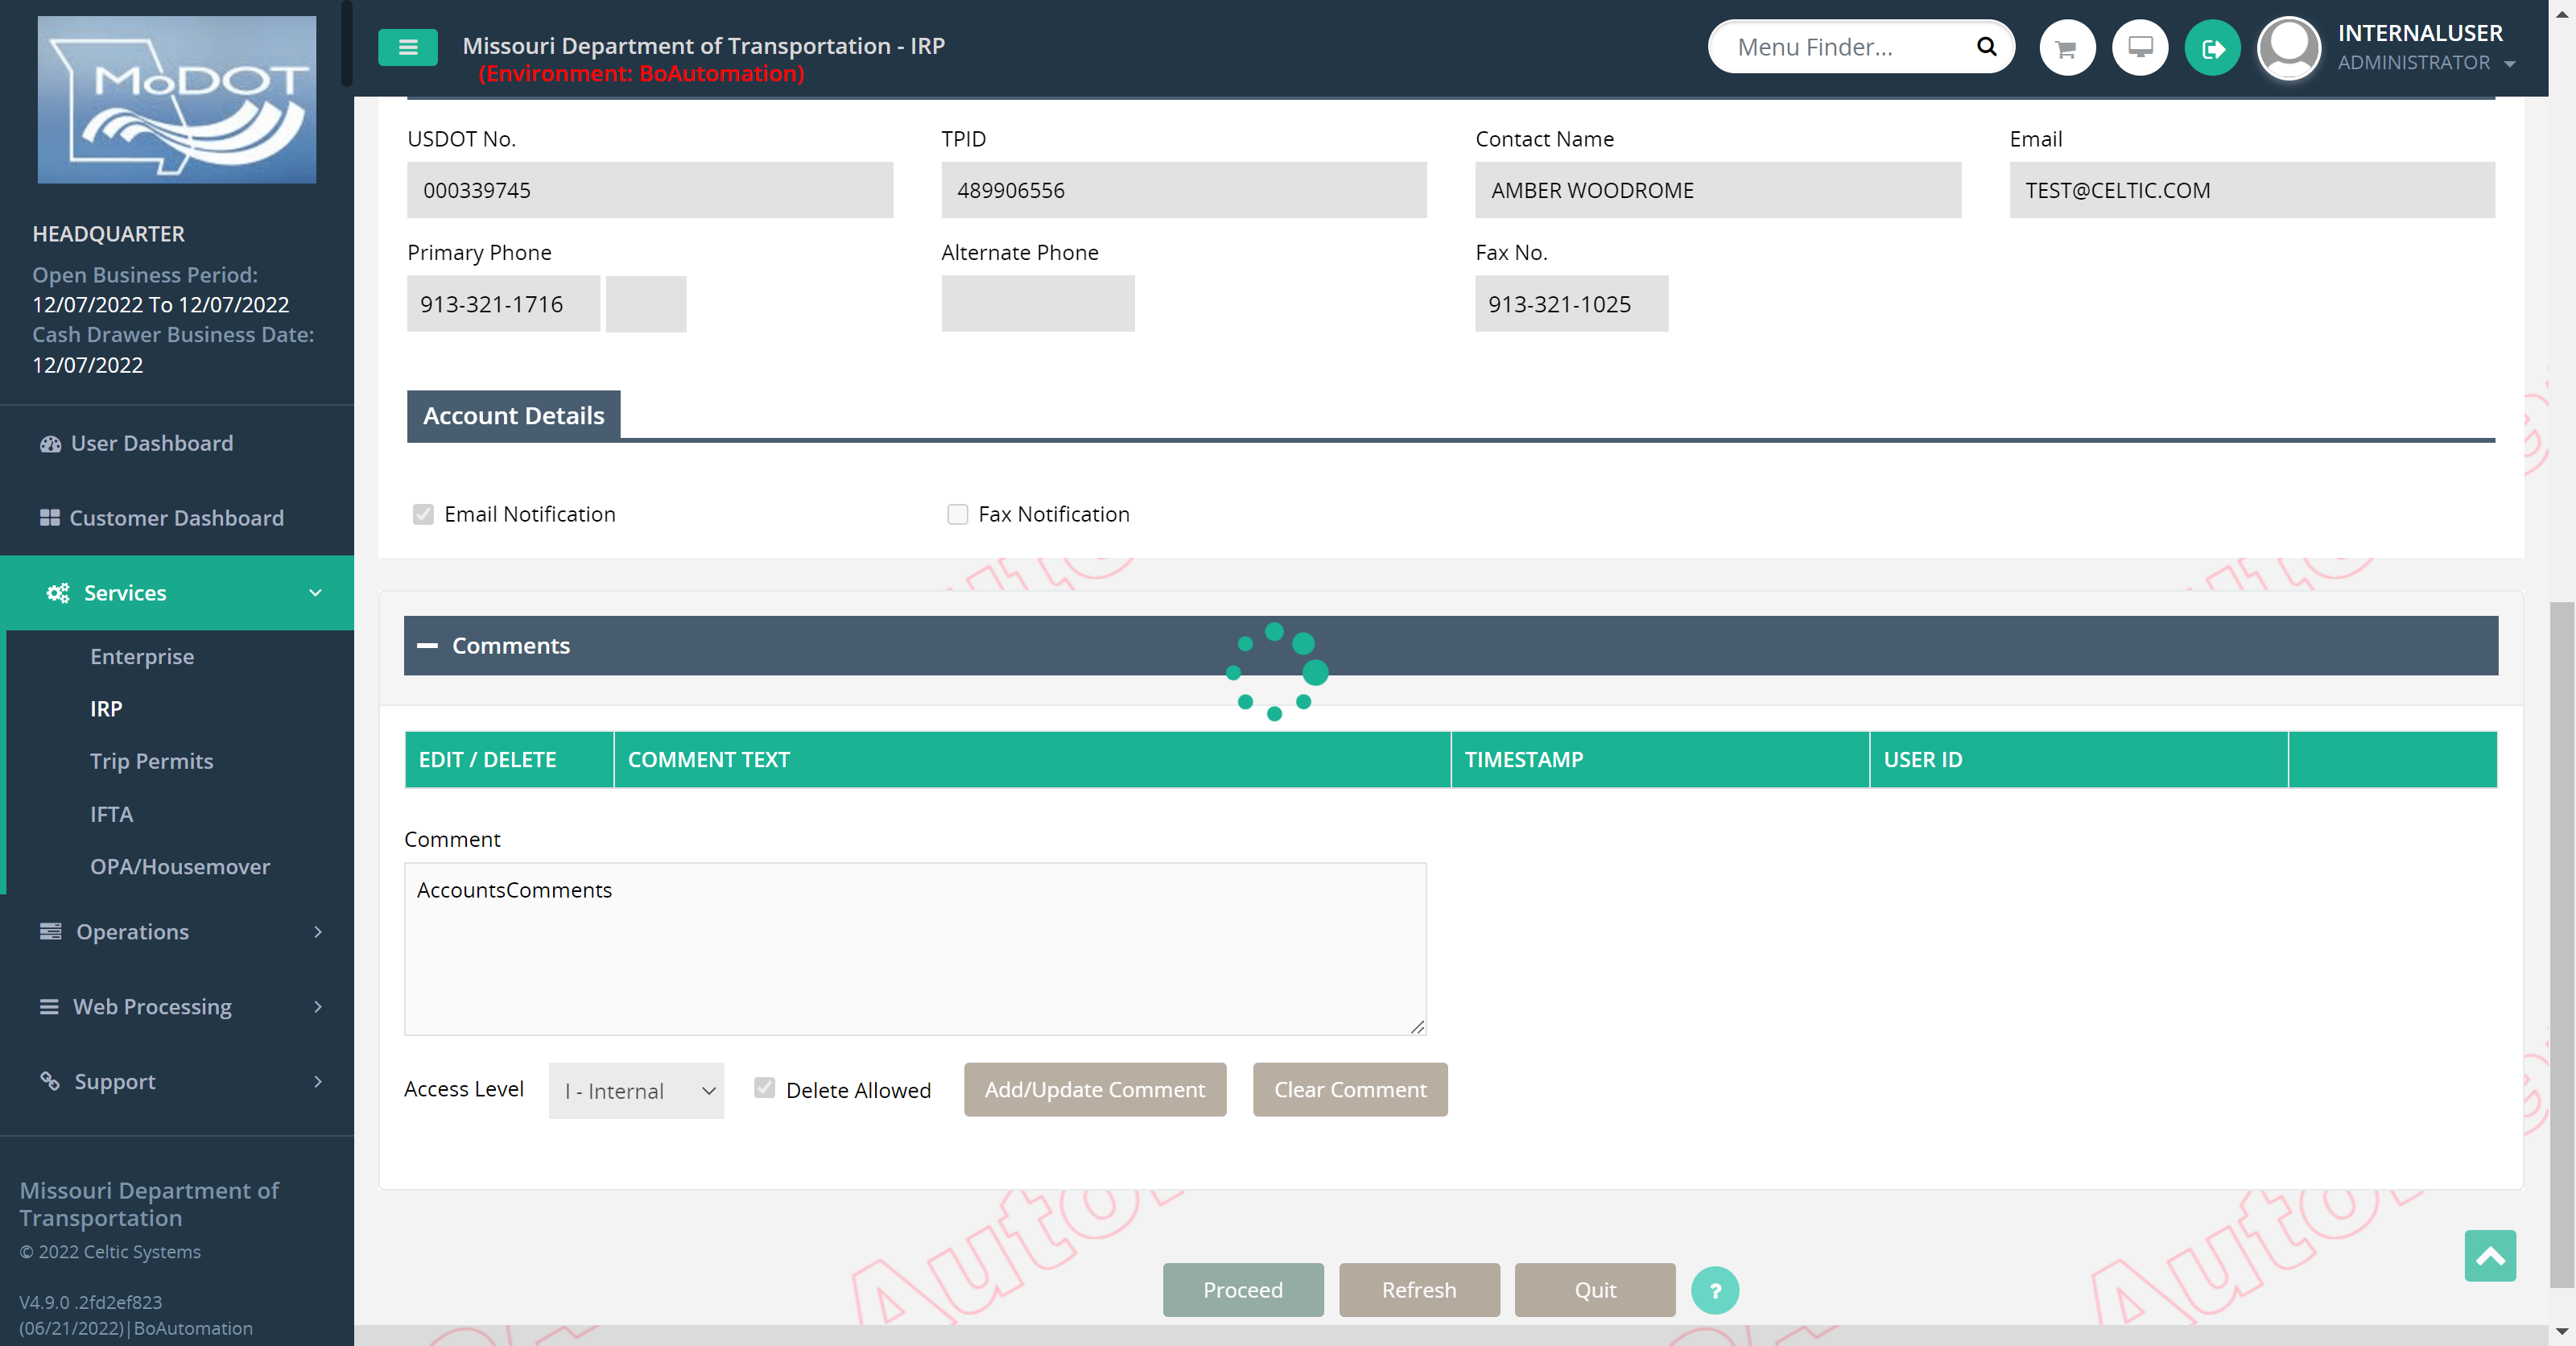 MoDOT
Missouri Department of Transportation - IRP
(Environment: BoAutomation)
Menu Finder...
INTERNALUSER
ADMINISTRATOR
HEADQUARTER
Open Business Period:
12/07/2022 To 12/07/2022
Cash Drawer Business Date:
12/07/2022
User Dashboard
Customer Dashboard
Services
Enterprise
IRP
Trip Permits
IFTA
OPA/Housemover
Operations
Web Processing
Support
Missouri Department of
Transportation
© 2022 Celtic Systems
V4.9.0 .2fd2ef823
(06/21/2022)|BoAutomation
USDOT No.
TPID
Contact Name
Email
000339745
489906556
AMBER WOODROME
TEST@CELTIC.COM
Primary Phone
Alternate Phone
Fax No.
913-321-1716
913-321-1025
Account Details
Email Notification
Fax Notification
Comments
EDIT / DELETE
COMMENT TEXT
TIMESTAMP
USER ID
Comment
AccountsComments
Access Level
I - Internal
Delete Allowed
Add/Update Comment
Clear Comment
Proceed
Refresh
Quit
?